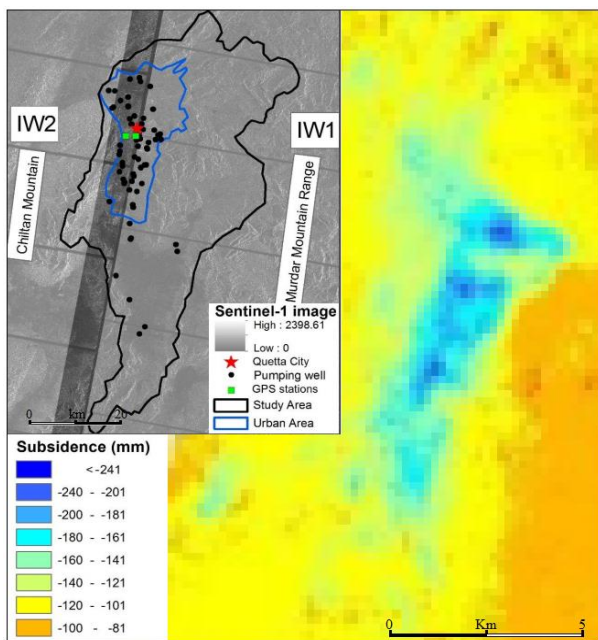 IW2
IW1
Chiltan Mountain
Murdar Mountain Range
Sentinel-1 image
High : 2398.61
Low : 0
Quetta City
Pumping well
GPS stations
Study Area
Urban Area
0 km 20
Subsidence (mm)
<-241
-240 - -201
-200 - -181
-180 - -161
-160 - -141
-140 - -121
-120 - -101
-100 - -81
0 Km 5